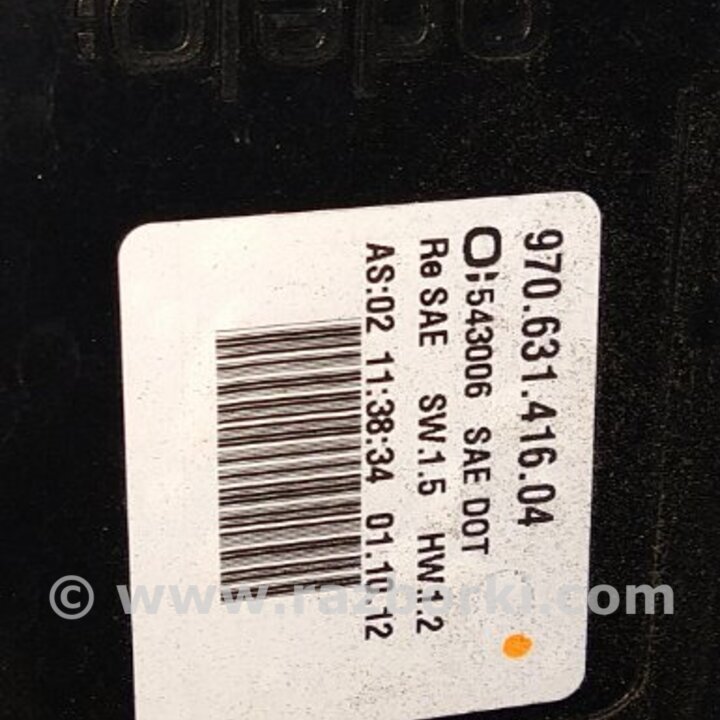 970.631.416.04
543006 SAE DOT
Re SAE SW.1.5 HW.1.2
AS:02 11:38:34 01.10.12
© www.razborki.com